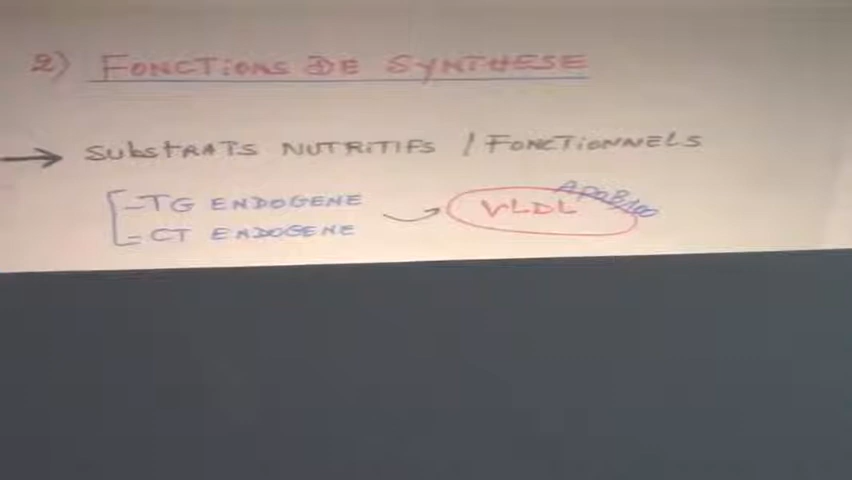 2) FONCTIONS DE SYNTHESE
→ SUBSTRATS NUTRITIFS / FONCTIONNELS
- TG ENDOGENE
- CT ENDOGENE
VLDL
APOB100